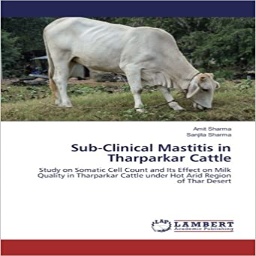 Amit Sharma
Sanjita Sharma
Sub-Clinical Mastitis in
Tharparkar Cattle
Study on Somatic Cell Count and Its Effect on Milk
Quality in Tharparkar Cattle under Hot Arid Region
of Thar Desert
LAP LAMBERT
Academic Publishing